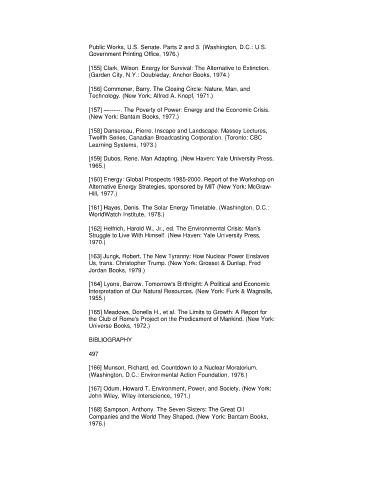 Public Works, U.S. Senate. Parts 2 and 3. (Washington, D.C.: U.S.
Government Printing Office, 1976.)
[155] Clark, Wilson. Energy for Survival: The Alternative to Extinction.
(Garden City, N.Y.: Doubleday, Anchor Books, 1974.)
[156] Commoner, Barry. The Closing Circle: Nature, Man, and
Technology. (New York: Alfred A. Knopf, 1971.)
[157] --------. The Poverty of Power: Energy and the Economic Crisis.
(New York: Bantam Books, 1977.)
[158] Dansereau, Pierre. Inscape and Landscape. Massey Lectures,
Twelfth Series, Canadian Broadcasting Corporation. (Toronto: CBC
Learning Systems, 1973.)
[159] Dubos, Rene. Man Adapting. (New Haven: Yale University Press,
1965.)
[160] Energy: Global Prospects 1985-2000. Report of the Workshop on
Alternative Energy Strategies, sponsored by MIT (New York: McGraw-
Hill, 1977.)
[161] Hayes, Denis. The Solar Energy Timetable. (Washington, D.C.:
WorldWatch Institute, 1978.)
[162] Helfrich, Harold W., Jr., ed. The Environmental Crisis: Man's
Struggle to Live With Himself. (New Haven: Yale University Press,
1970.)
[163] Jungk, Robert. The New Tyranny: How Nuclear Power Enslaves
Us, trans. Christopher Trump. (New York: Grosset & Dunlap, Fred
Jordan Books, 1979.)
[164] Lyons, Barrow. Tomorrow's Birthright: A Political and Economic
Interpretation of Our Natural Resources. (New York: Funk & Wagnalls,
1955.)
[165] Meadows, Donella H., et al. The Limits to Growth: A Report for
the Club of Rome's Project on the Predicament of Mankind. (New York:
Universe Books, 1972.)
BIBLIOGRAPHY
497
[166] Munson, Richard, ed. Countdown to a Nuclear Moratorium.
(Washington, D.C.: Environmental Action Foundation, 1976.)
[167] Odum, Howard T. Environment, Power, and Society. (New York:
John Wiley, Wiley Interscience, 1971.)
[168] Sampson, Anthony. The Seven Sisters: The Great Oil
Companies and the World They Shaped. (New York: Bantam Books,
1976.)